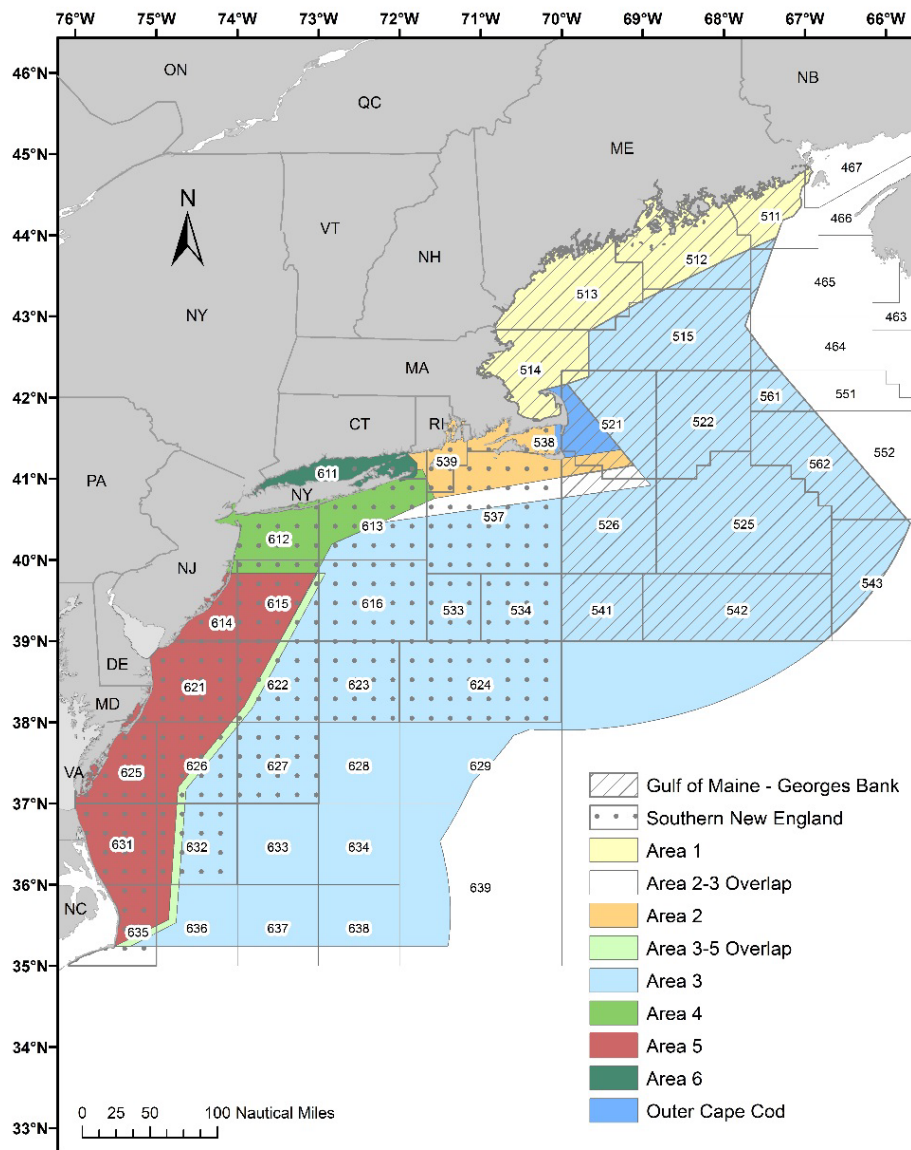 76°W 75°W 74°W 73°W 72°W 71°W 70°W 69°W 68°W 67°W 66°W
46°N
ON
NB
QC
45°N
ME
467
N
511
466
44°N
VT
NH
512
465
513
43°N
NY
463
515
464
514
MA
42°N
561
551
CT
RI
538
521
522
539
562
552
41°N
611
PA
NY
537
526
525
612
613
40°N
NJ
543
614
615
616
533
534
541
542
39°N
DE
621
622
623
624
MD
38°N
VA
625
626
627
628
629
37°N
631
632
633
634
36°N
NC
639
635
636
637
638
35°N
34°N
33°N
Gulf of Maine - Georges Bank
Southern New England
Area 1
Area 2-3 Overlap
Area 2
Area 3-5 Overlap
Area 3
Area 4
Area 5
Area 6
Outer Cape Cod
0 25 50 100 Nautical Miles